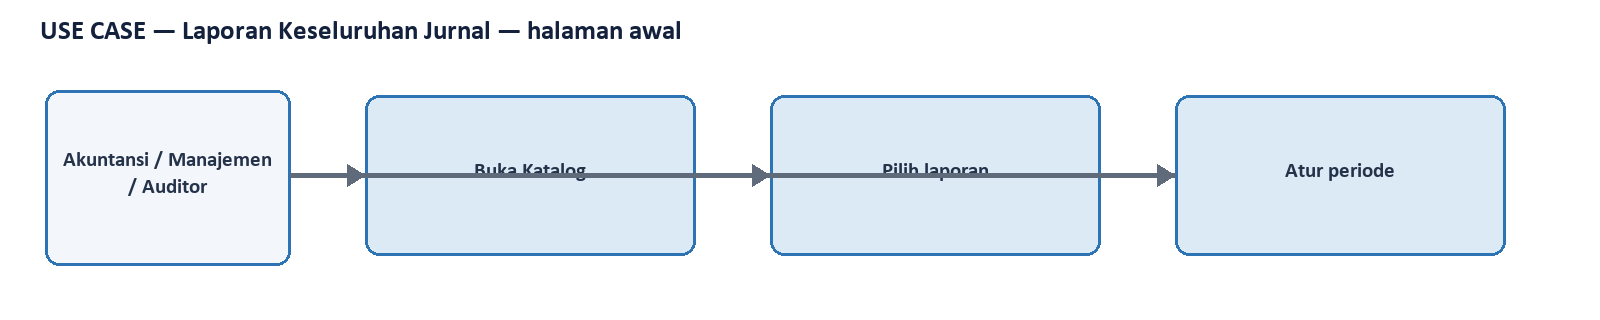 USE CASE — Laporan Keseluruhan Jurnal — halaman awal
Akuntansi / Manajemen
/ Auditor
Buka Katalog
Pilih laporan
Atur periode